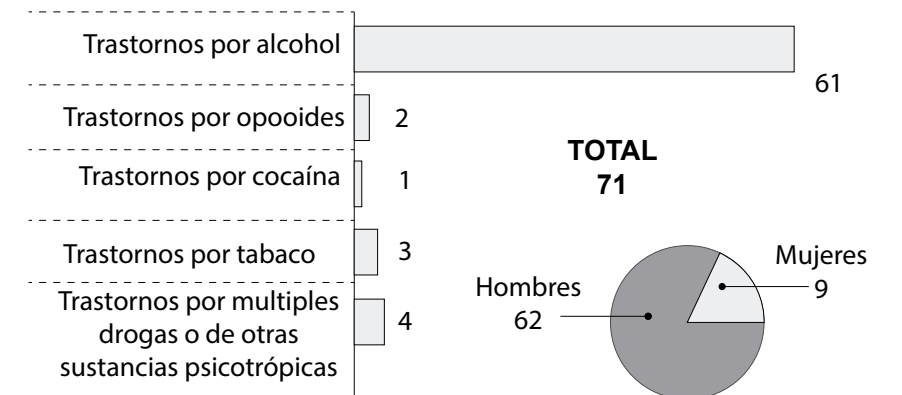 Trastornos por alcohol
61
Trastornos por opooides
2
Trastornos por cocaína
1
TOTAL
71
Trastornos por tabaco
3
Trastornos por multiples
drogas o de otras
sustancias psicotrópicas
4
Hombres
62
Mujeres
9